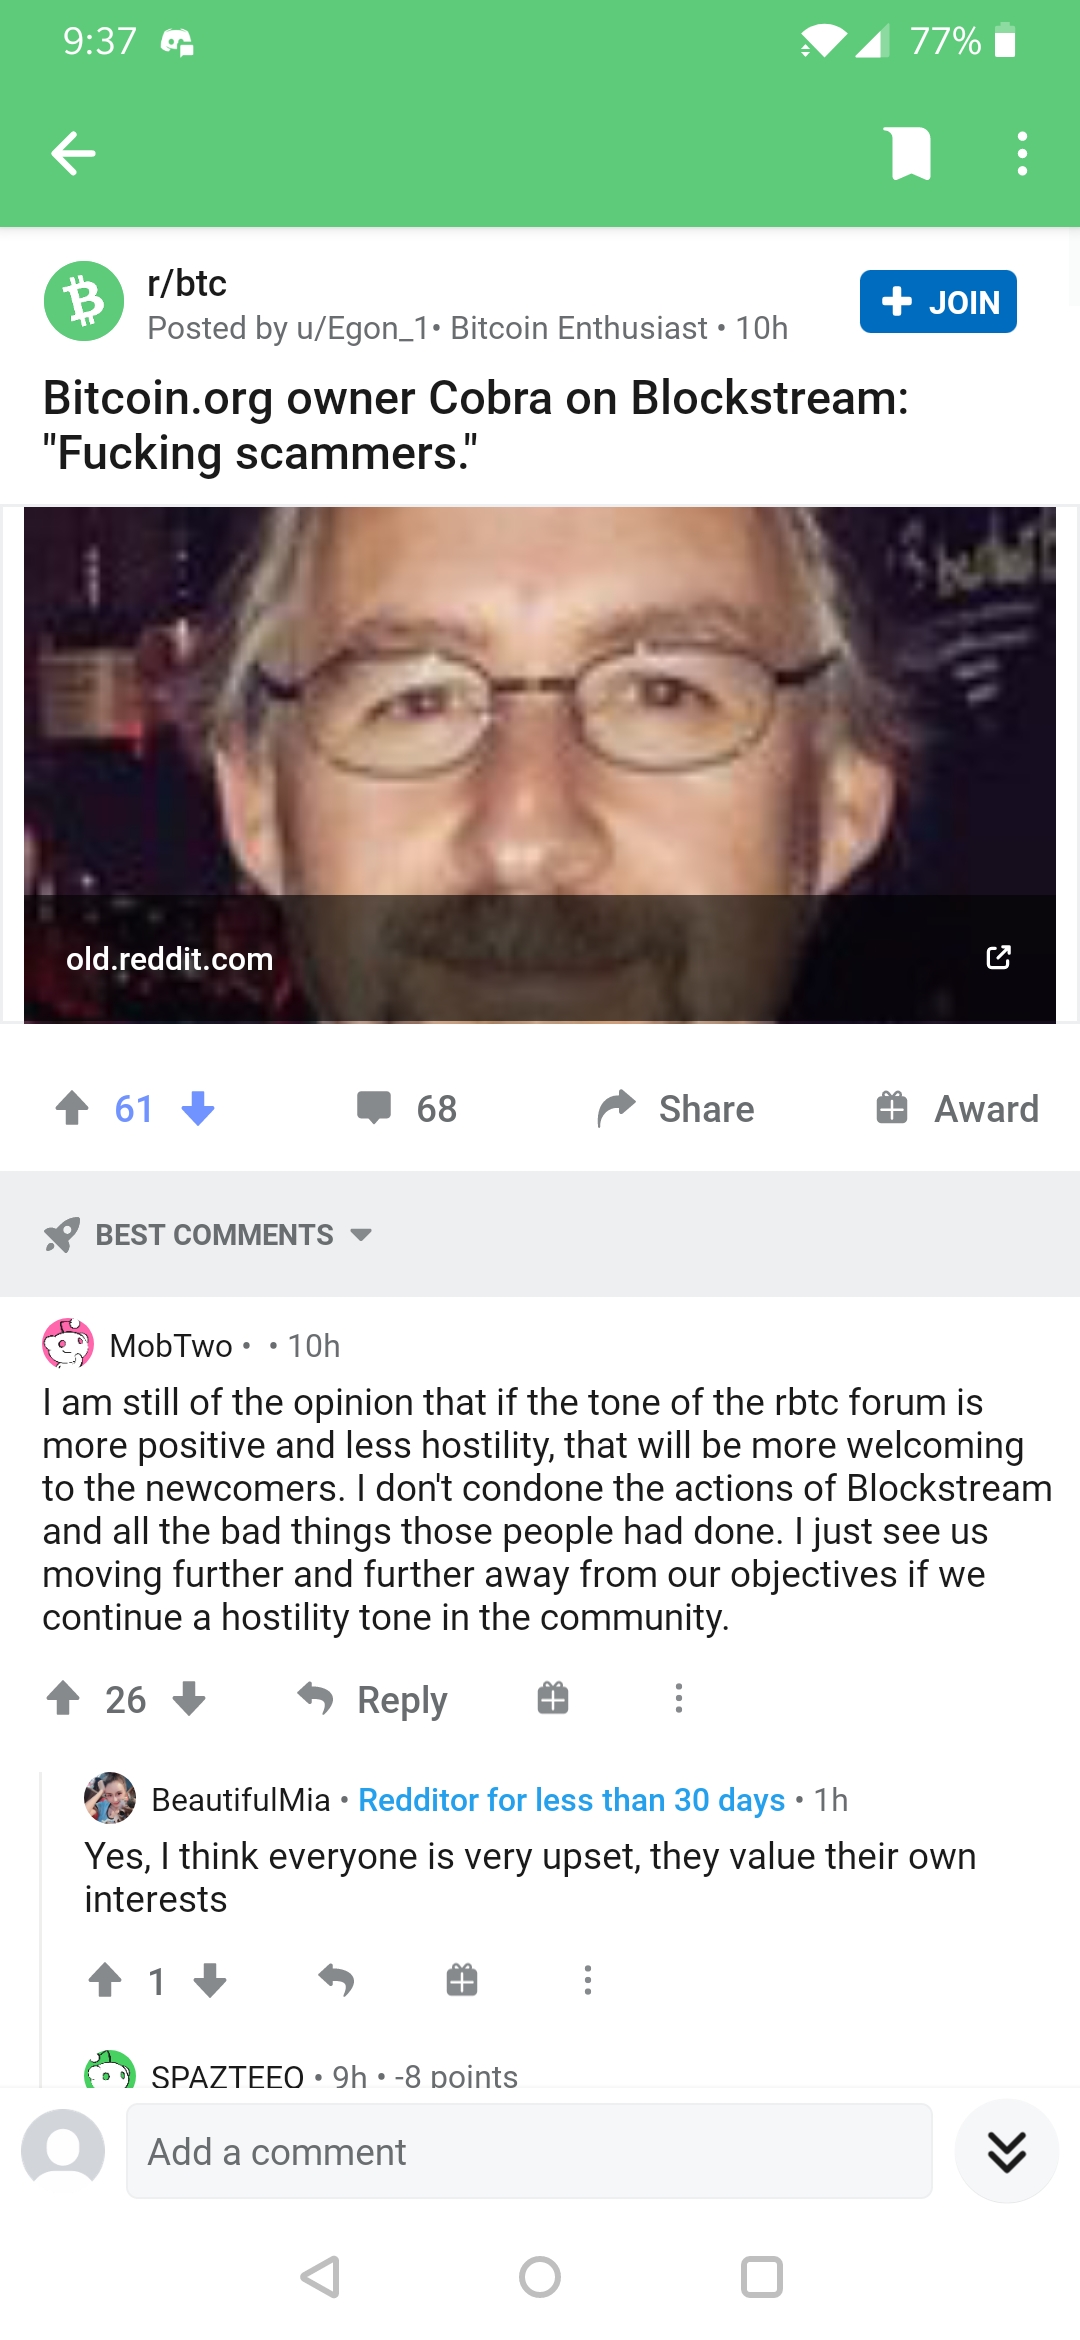 9:37
77%
r/btc
Posted by u/Egon_1• Bitcoin Enthusiast • 10h
JOIN
Bitcoin.org owner Cobra on Blockstream:
"Fucking scammers."
old.reddit.com
61
68
Share
Award
BEST COMMENTS
MobTwo • • 10h
I am still of the opinion that if the tone of the rbtc forum is
more positive and less hostility, that will be more welcoming
to the newcomers. I don't condone the actions of Blockstream
and all the bad things those people had done. I just see us
moving further and further away from our objectives if we
continue a hostility tone in the community.
26
Reply
BeautifulMia • Redditor for less than 30 days • 1h
Yes, I think everyone is very upset, they value their own
interests
1
SPAZTEEO • 9h • -8 points
Add a comment